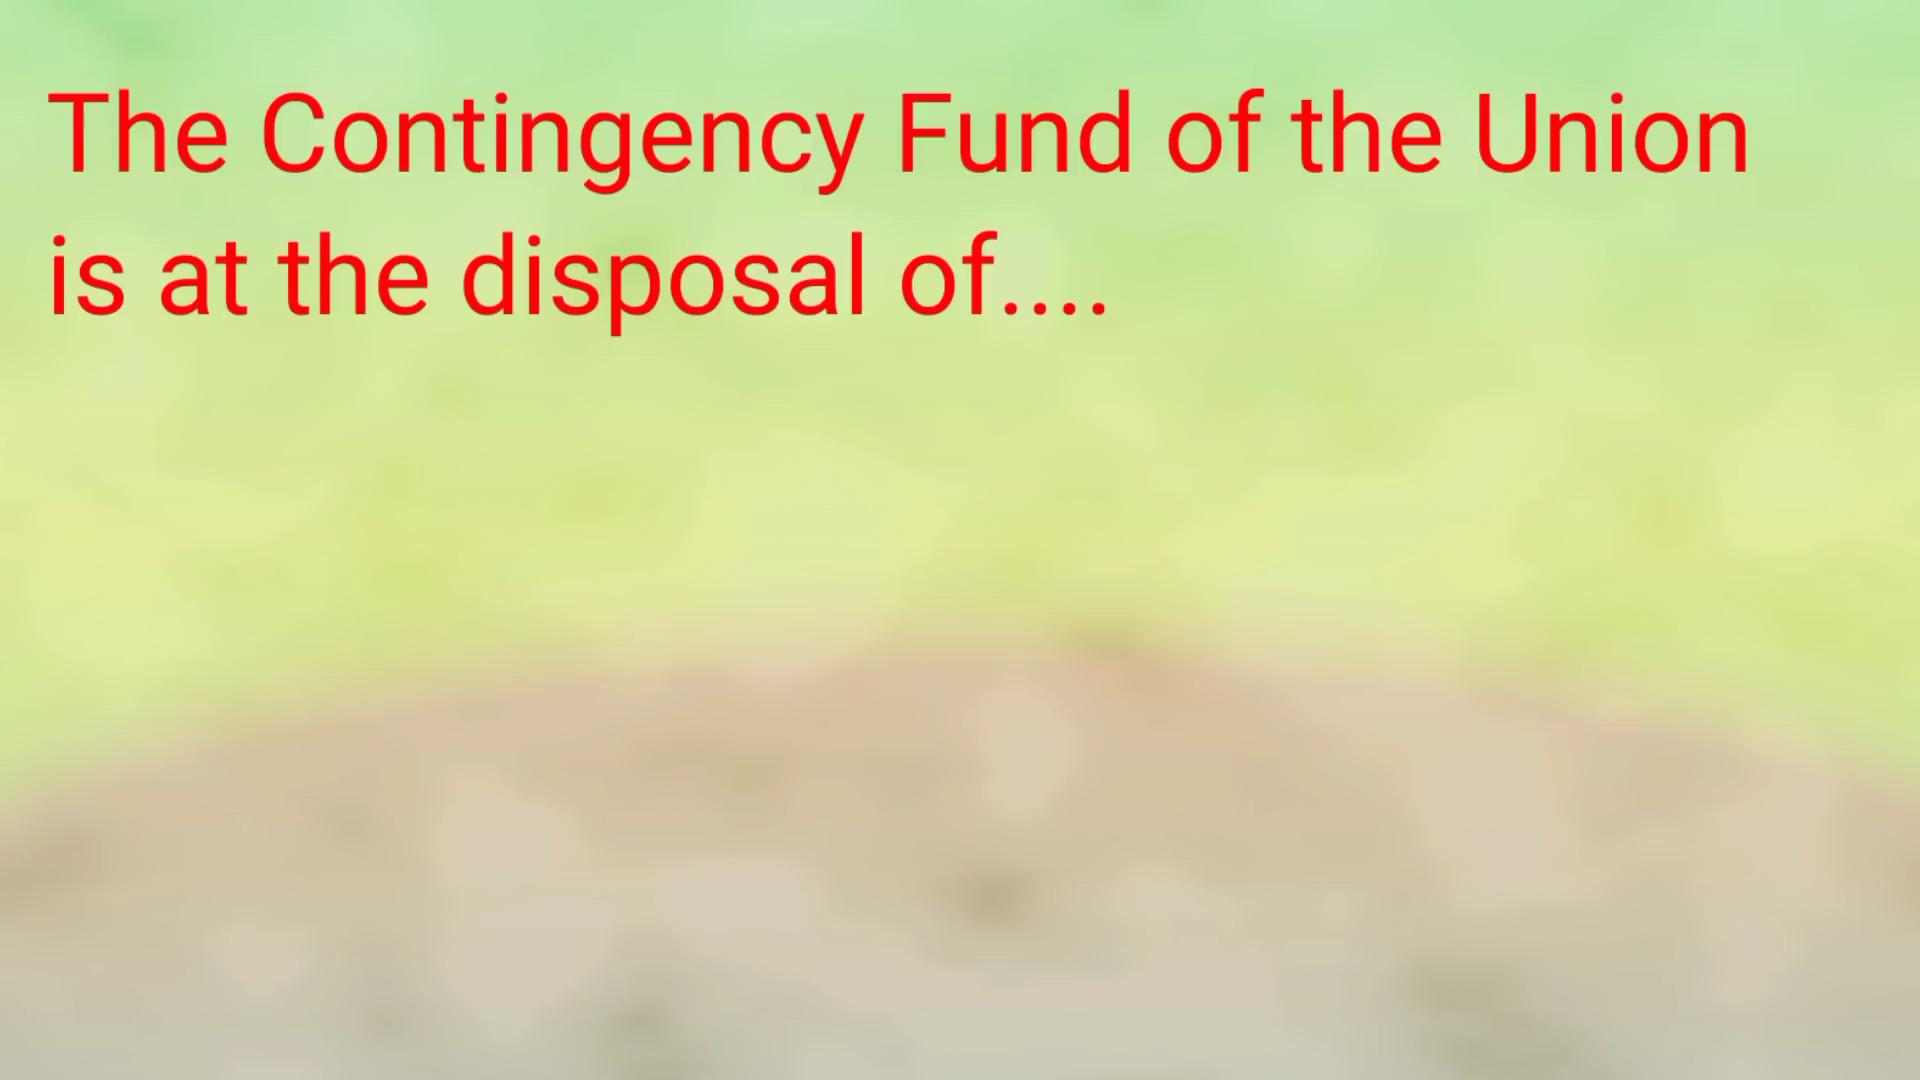 The Contingency Fund of the Union
is at the disposal of....